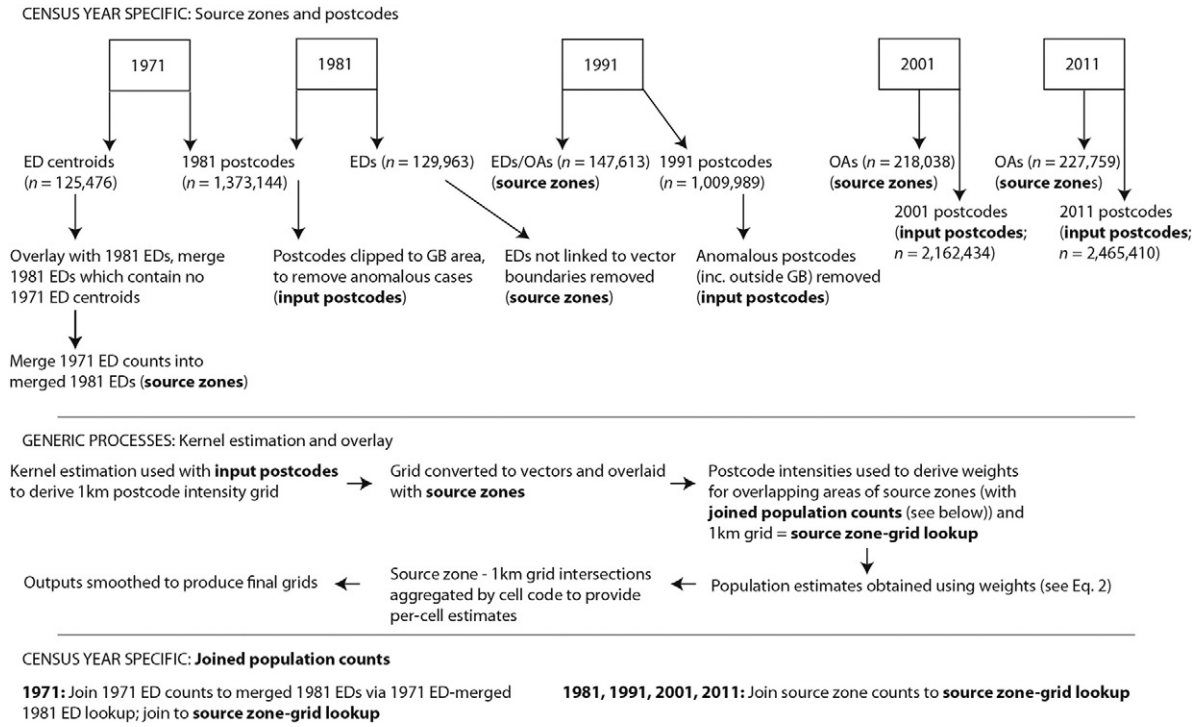 CENSUS YEAR SPECIFIC: Source zones and postcodes
1971
1981
1991
2001
2011
ED centroids
(n = 125,476)
1981 postcodes
(n = 1,373,144)
EDs (n = 129,963)
EDs/OAs (n = 147,613)
(source zones)
1991 postcodes
(n = 1,009,989)
OAs (n = 218,038)
(source zones)
OAs (n = 227,759)
(source zones)
2001 postcodes
(input postcodes;
n = 2,162,434)
2011 postcodes
(input postcodes;
n = 2,465,410)
Overlay with 1981 EDs, merge
1981 EDs which contain no
1971 ED centroids
Postcodes clipped to GB area,
to remove anomalous cases
(input postcodes)
EDs not linked to vector
boundaries removed
(source zones)
Anomalous postcodes
(inc. outside GB) removed
(input postcodes)
Merge 1971 ED counts into
merged 1981 EDs (source zones)
GENERIC PROCESSES: Kernel estimation and overlay
Kernel estimation used with input postcodes
to derive 1km postcode intensity grid
Grid converted to vectors and overlaid
with source zones
Postcode intensities used to derive weights
for overlapping areas of source zones (with
joined population counts (see below)) and
1km grid = source zone-grid lookup
Outputs smoothed to produce final grids
Source zone - 1km grid intersections
aggregated by cell code to provide
per-cell estimates
Population estimates obtained using weights (see Eq. 2)
CENSUS YEAR SPECIFIC: Joined population counts
1971: Join 1971 ED counts to merged 1981 EDs via 1971 ED-merged
1981 ED lookup; join to source zone-grid lookup
1981, 1991, 2001, 2011: Join source zone counts to source zone-grid lookup